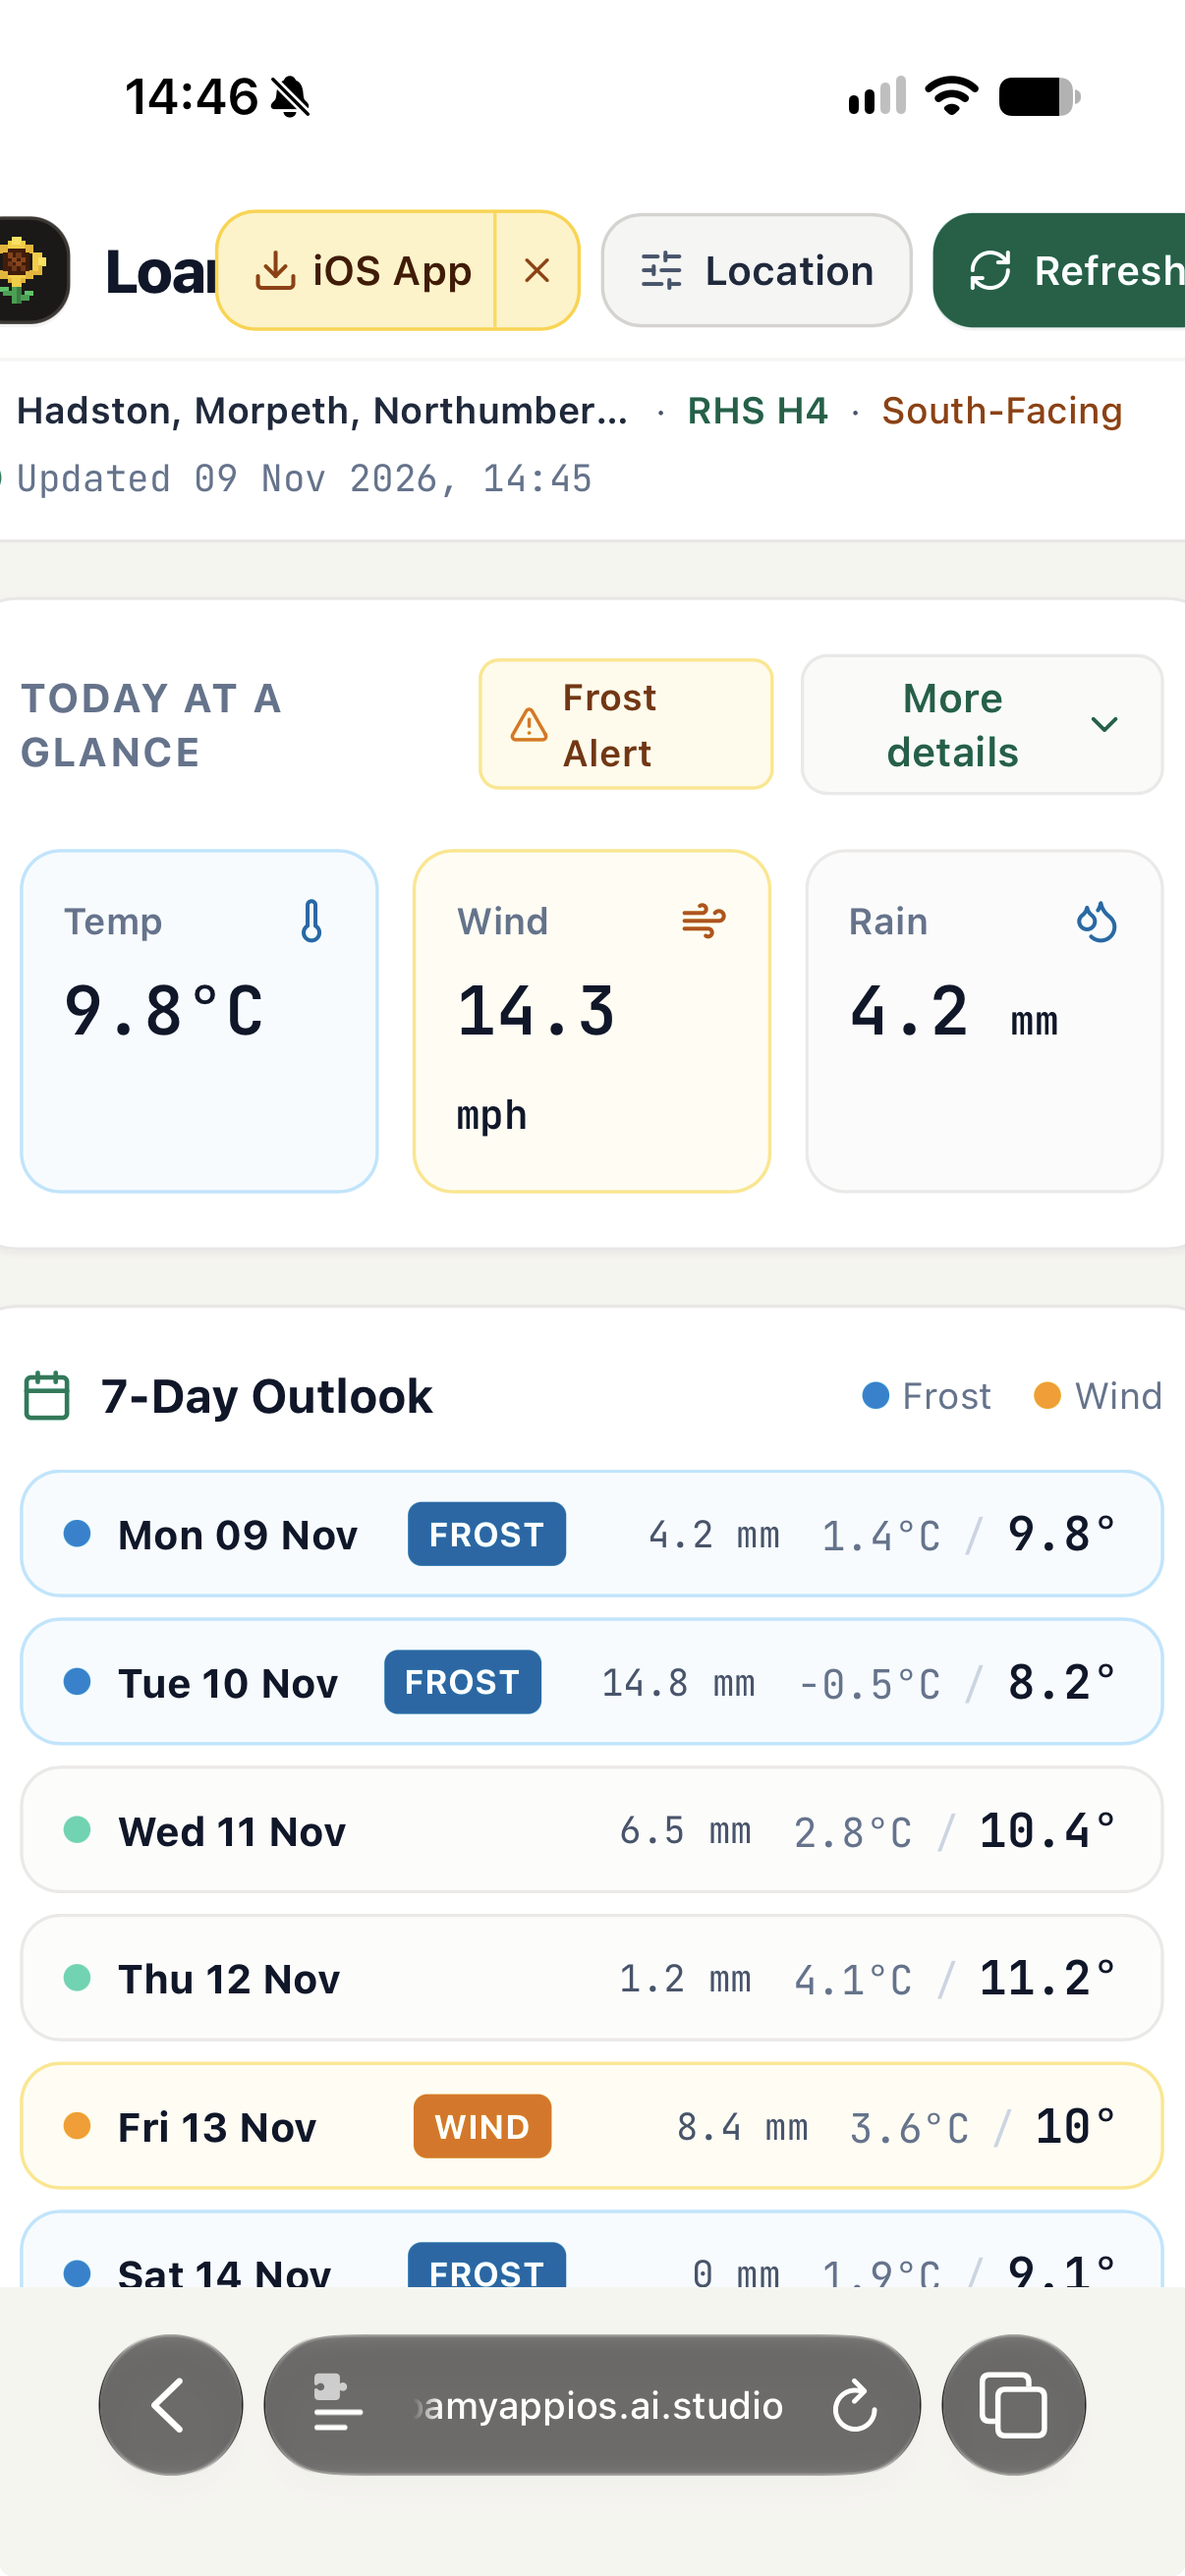 14:46
Loar
iOS App
Location
Refresh
Hadston, Morpeth, Northumber... · RHS H4 · South-Facing
Updated 09 Nov 2026, 14:45
TODAY AT A
GLANCE
Frost
Alert
More
details
Temp
9.8°C
Wind
14.3
mph
Rain
4.2 mm
7-Day Outlook
Frost
Wind
Mon 09 Nov FROST 4.2 mm 1.4°C / 9.8°
Tue 10 Nov FROST 14.8 mm -0.5°C / 8.2°
Wed 11 Nov 6.5 mm 2.8°C / 10.4°
Thu 12 Nov 1.2 mm 4.1°C / 11.2°
Fri 13 Nov WIND 8.4 mm 3.6°C / 10°
Sat 14 Nov FROST 0 mm 1.9°C / 9.1°
amyappios.ai.studio